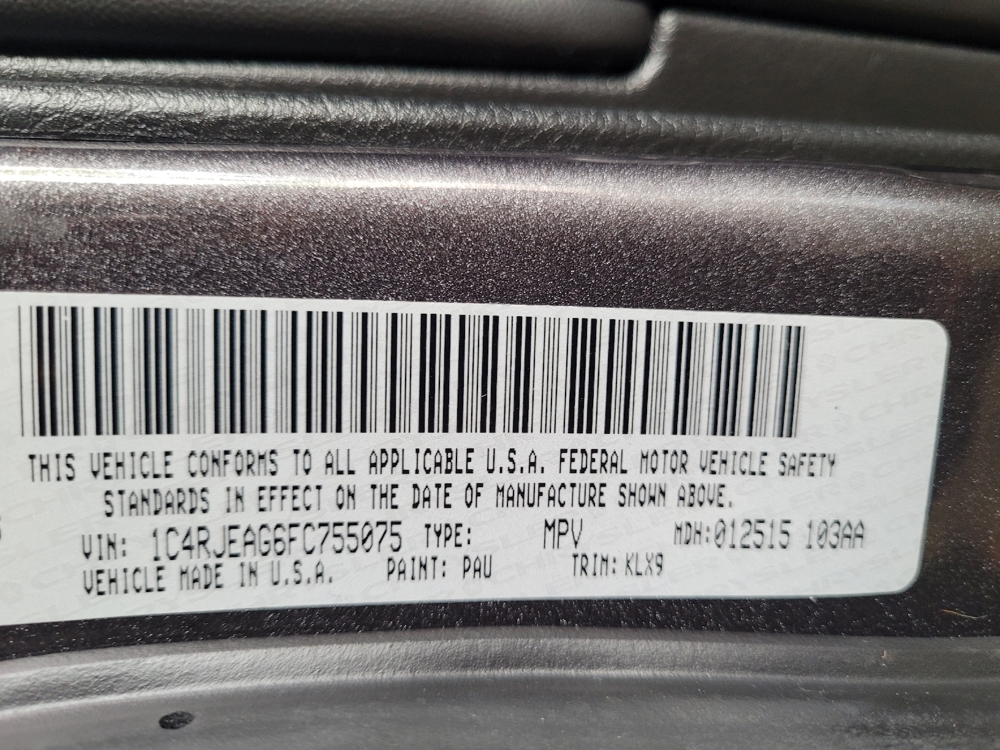 THIS VEHICLE CONFORMS TO ALL APPLICABLE U.S.A. FEDERAL MOTOR VEHICLE SAFETY
STANDARDS IN EFFECT ON THE DATE OF MANUFACTURE SHOWN ABOVE.
VIN: 1C4RJEAG6FC755075 TYPE: MPV MDH:012515 103AA
VEHICLE MADE IN U.S.A. PAINT: PAU TRIM: KLX9